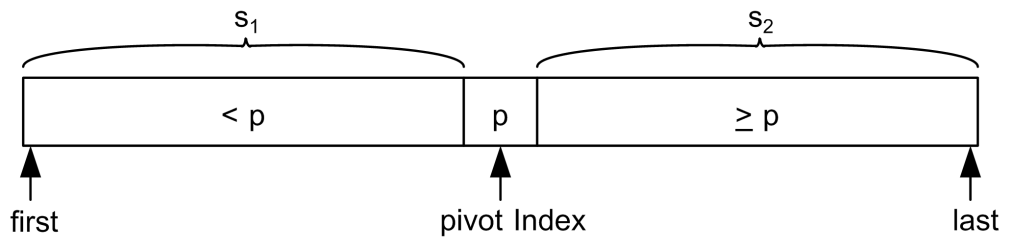 s₁ s₂
< p p ≥ p
first pivot Index last